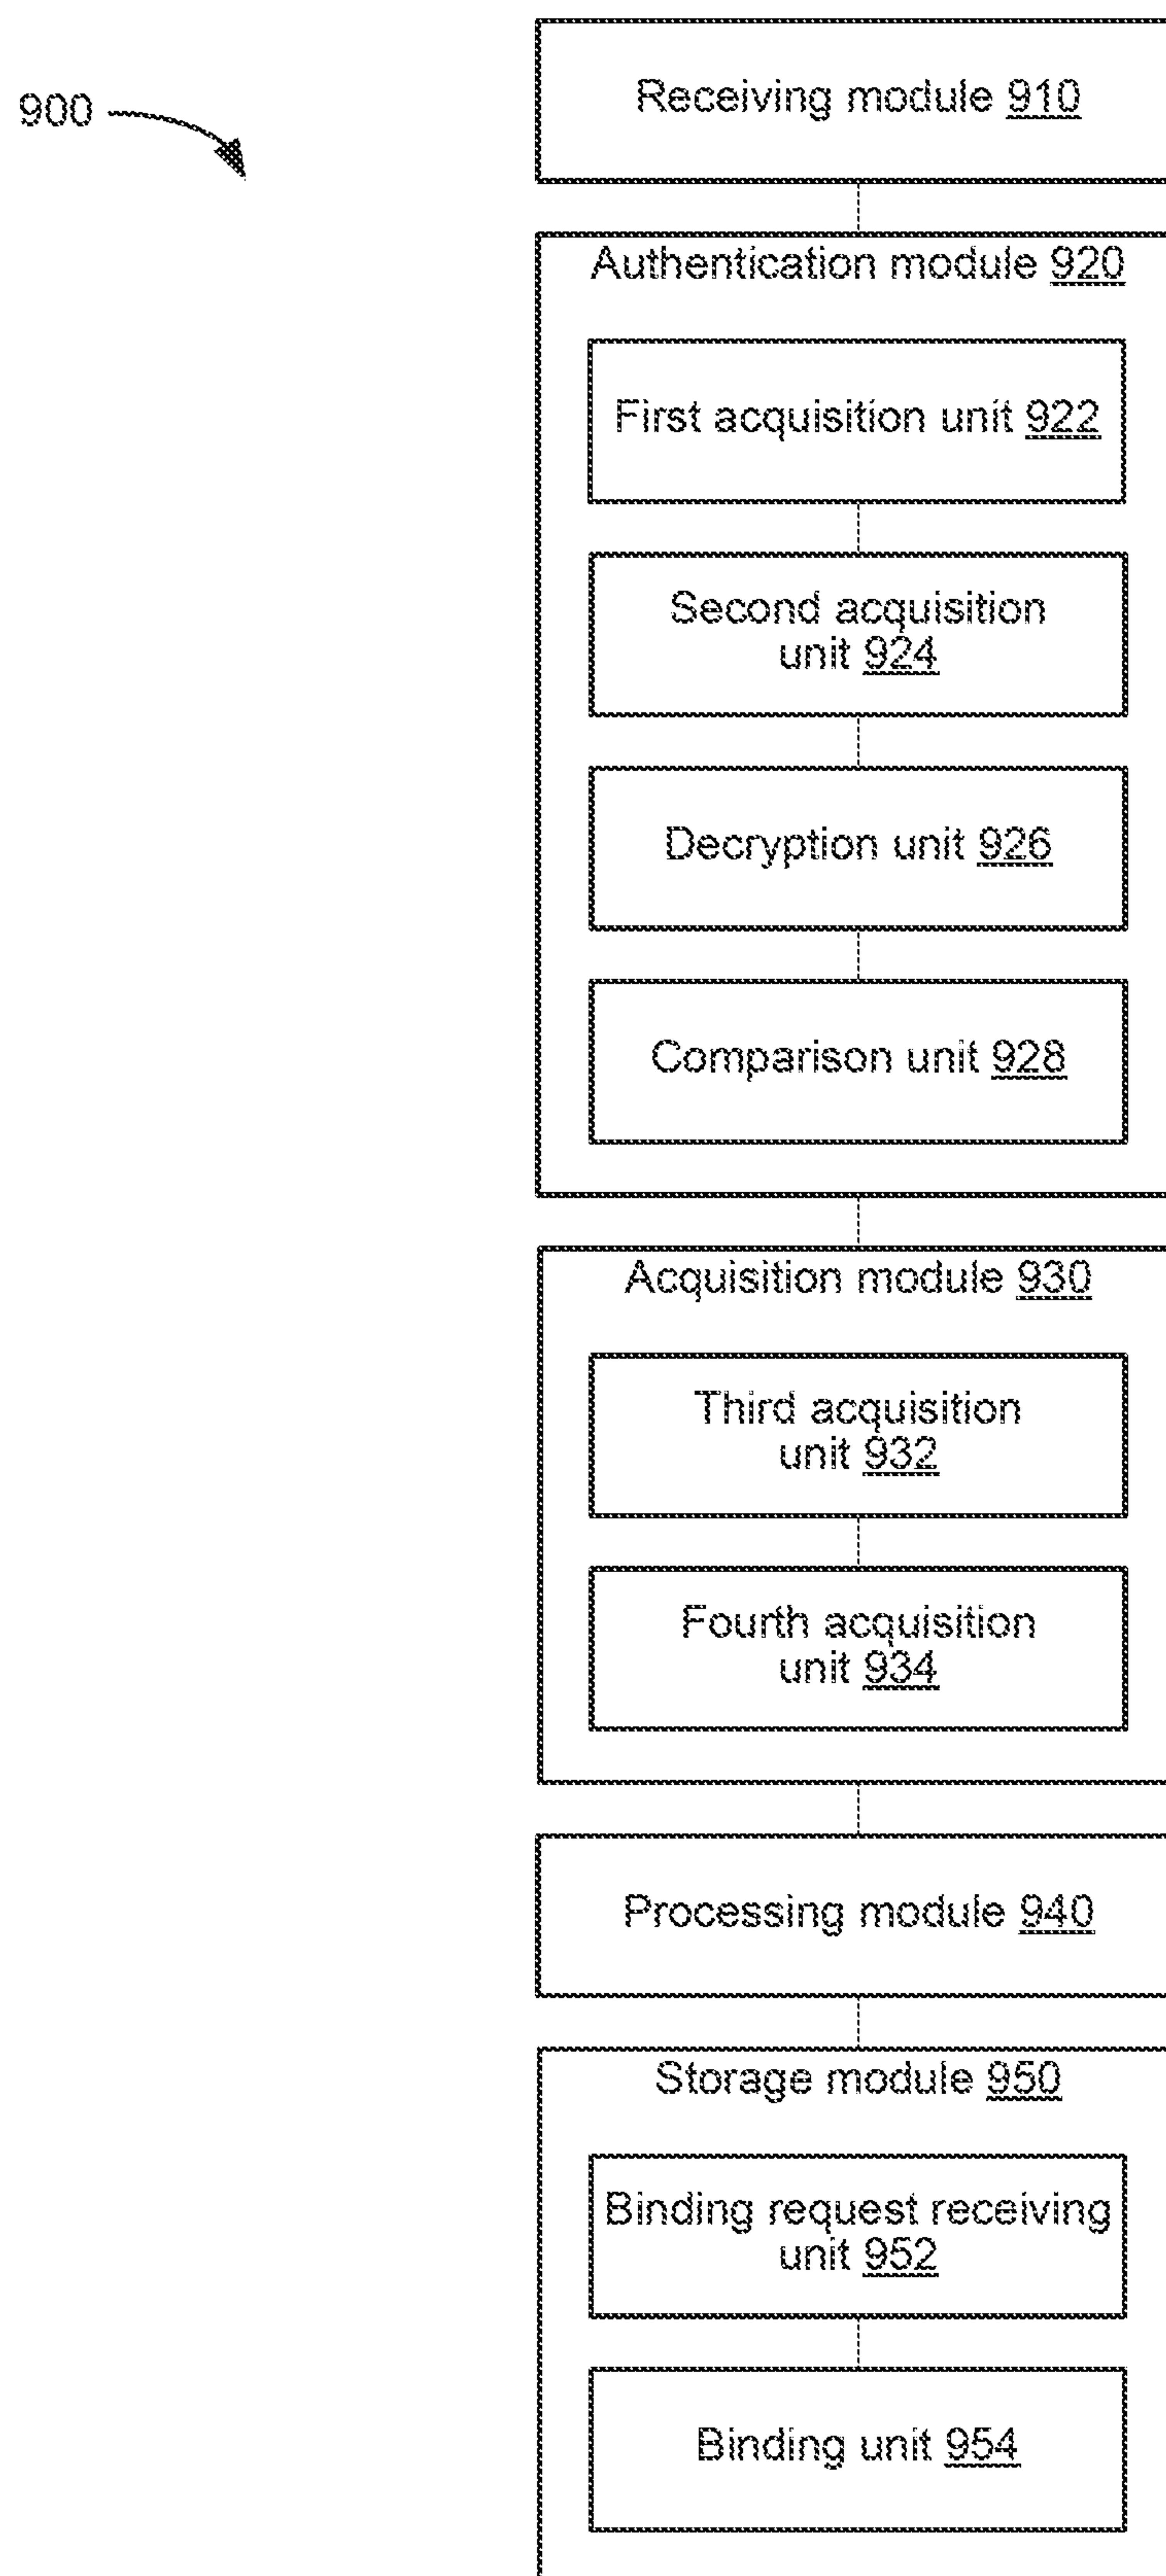 900
Receiving module 910
Authentication module 920
First acquisition unit 922
Second acquisition
unit 924
Decryption unit 926
Comparison unit 928
Acquisition module 930
Third acquisition
unit 932
Fourth acquisition
unit 934
Processing module 940
Storage module 950
Binding request receiving
unit 952
Binding unit 954